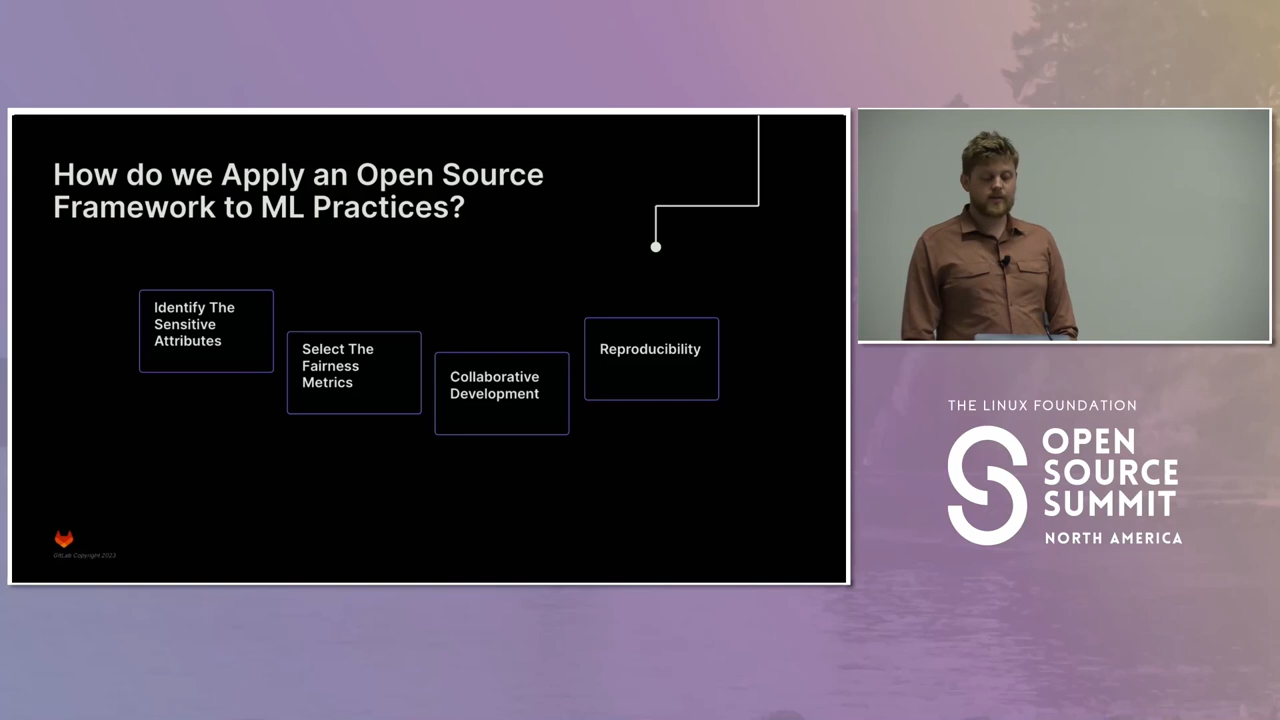 How do we Apply an Open Source
Framework to ML Practices?
Identify The
Sensitive
Attributes
Select The
Fairness
Metrics
Collaborative
Development
Reproducibility
GitLab Copyright 2023
THE LINUX FOUNDATION
OPEN
SOURCE
SUMMIT
NORTH AMERICA